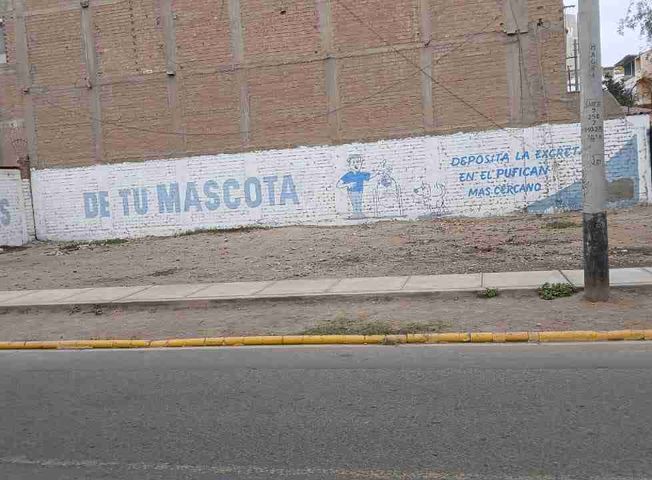 DE TU MASCOTA
DEPOSITA LA EXCRETA
EN EL PUFICAN
MAS CERCANO